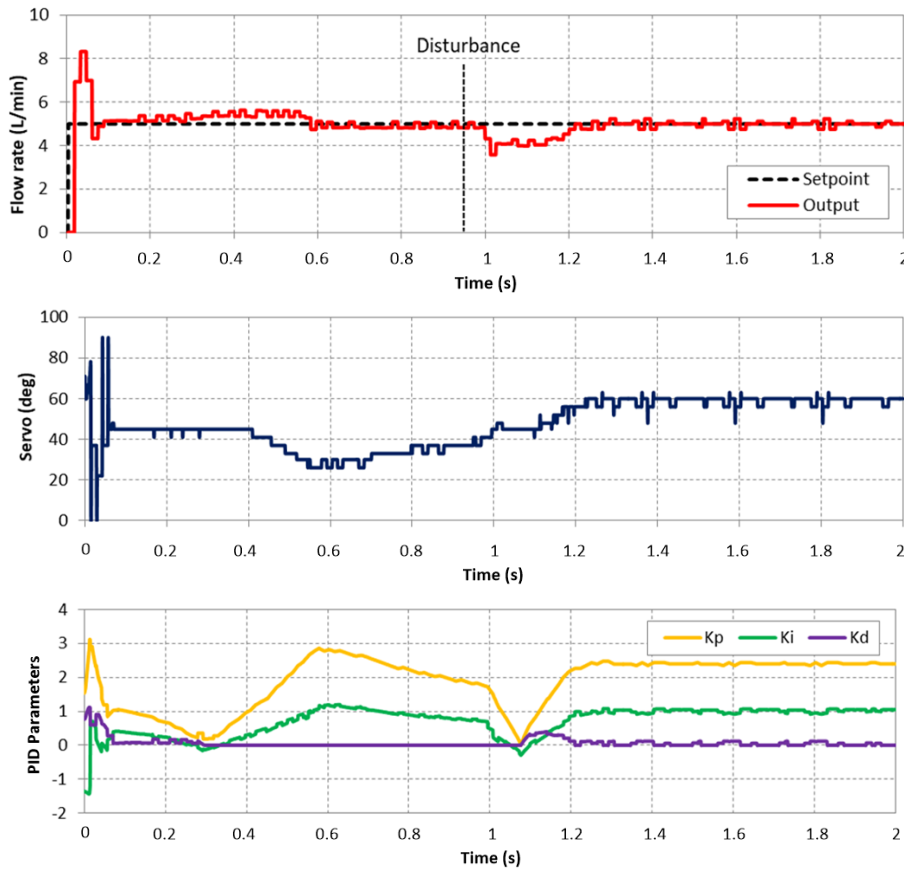 10
8
6
4
2
0
Flow rate (L/min)
Disturbance
Setpoint
Output
0 0.2 0.4 0.6 0.8 1 1.2 1.4 1.6 1.8 2
Time (s)
100
80
60
40
20
0
Servo (deg)
0 0.2 0.4 0.6 0.8 1 1.2 1.4 1.6 1.8 2
Time (s)
4
3
2
1
0
-1
-2
PID Parameters
Kp Ki Kd
0 0.2 0.4 0.6 0.8 1 1.2 1.4 1.6 1.8 2
Time (s)